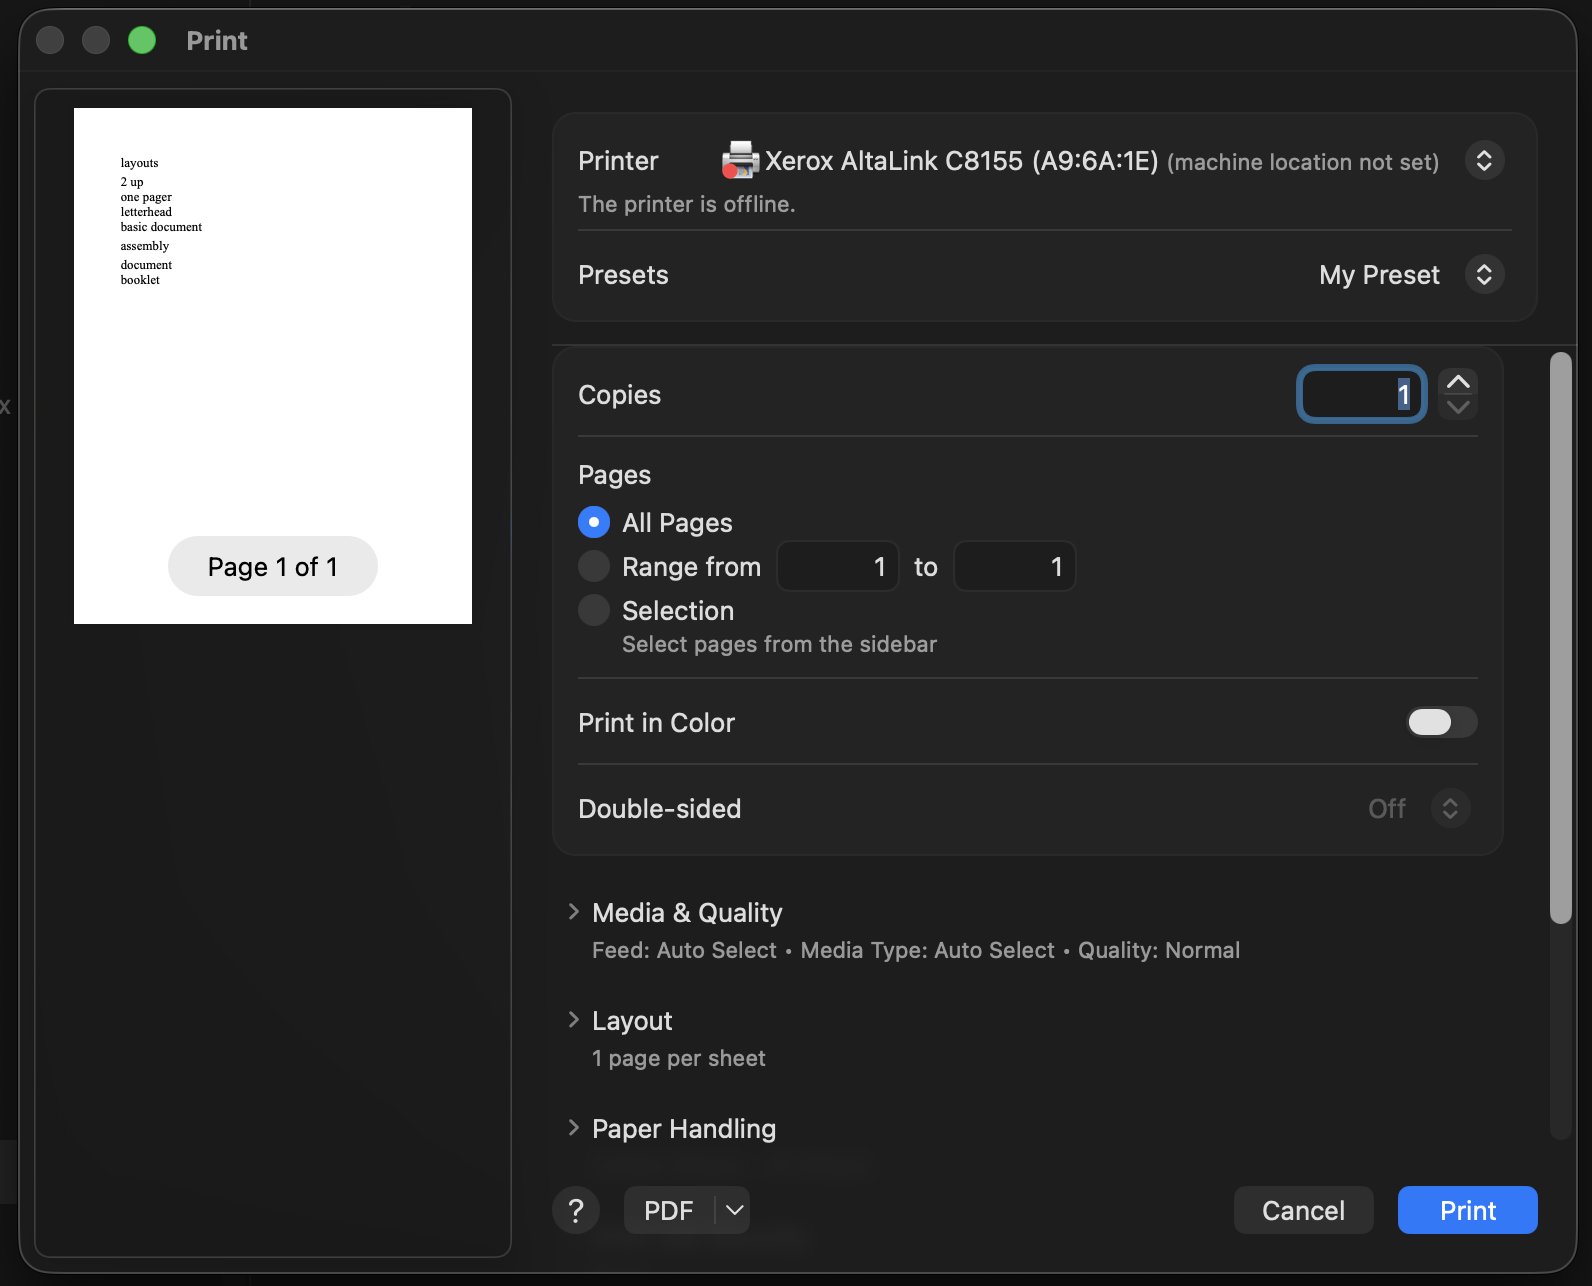 Print
layouts
2 up
one pager
letterhead
basic document
assembly
document
booklet
Page 1 of 1
Printer Xerox AltaLink C8155 (A9:6A:1E) (machine location not set)
The printer is offline.
Presets My Preset
Copies 1
Pages
All Pages
Range from 1 to 1
Selection
Select pages from the sidebar
Print in Color
Double-sided Off
Media & Quality
Feed: Auto Select • Media Type: Auto Select • Quality: Normal
Layout
1 page per sheet
Paper Handling
? PDF Cancel Print